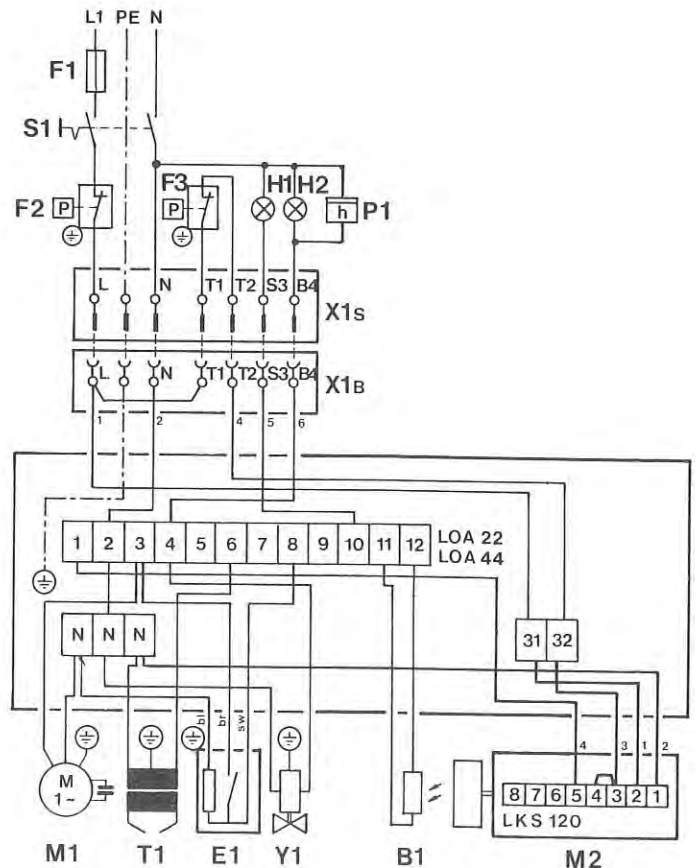 L1 PE N
F1
S1
F2 P
F3 P
H1 H2
h P1
L N T1 T2 S3 B4
X1S
X1B
L N T1 T2 S3 B4
1 2 4 5 6
1 2 3 4 5 6 7 8 9 10 11 12
LOA 22
LOA 44
N N N
31 32
bl br sw
4 3 1 2
M
1~
8 7 6 5 4 3 2 1
LKS 120
M1 T1 E1 Y1 B1 M2